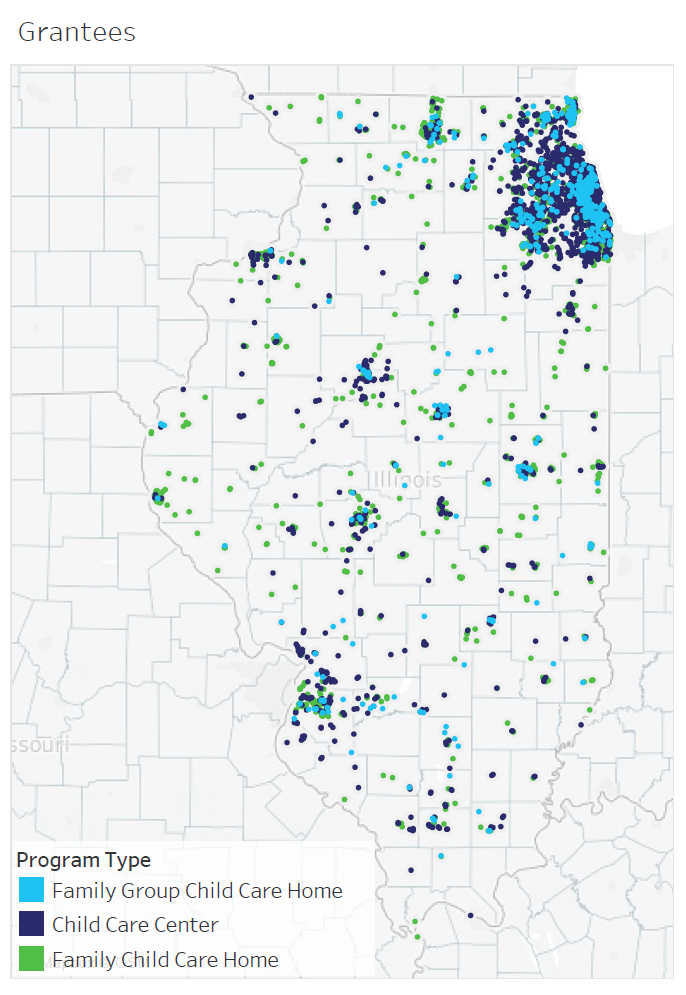 Grantees
Illinois
ssouri
Program Type
Family Group Child Care Home
Child Care Center
Family Child Care Home